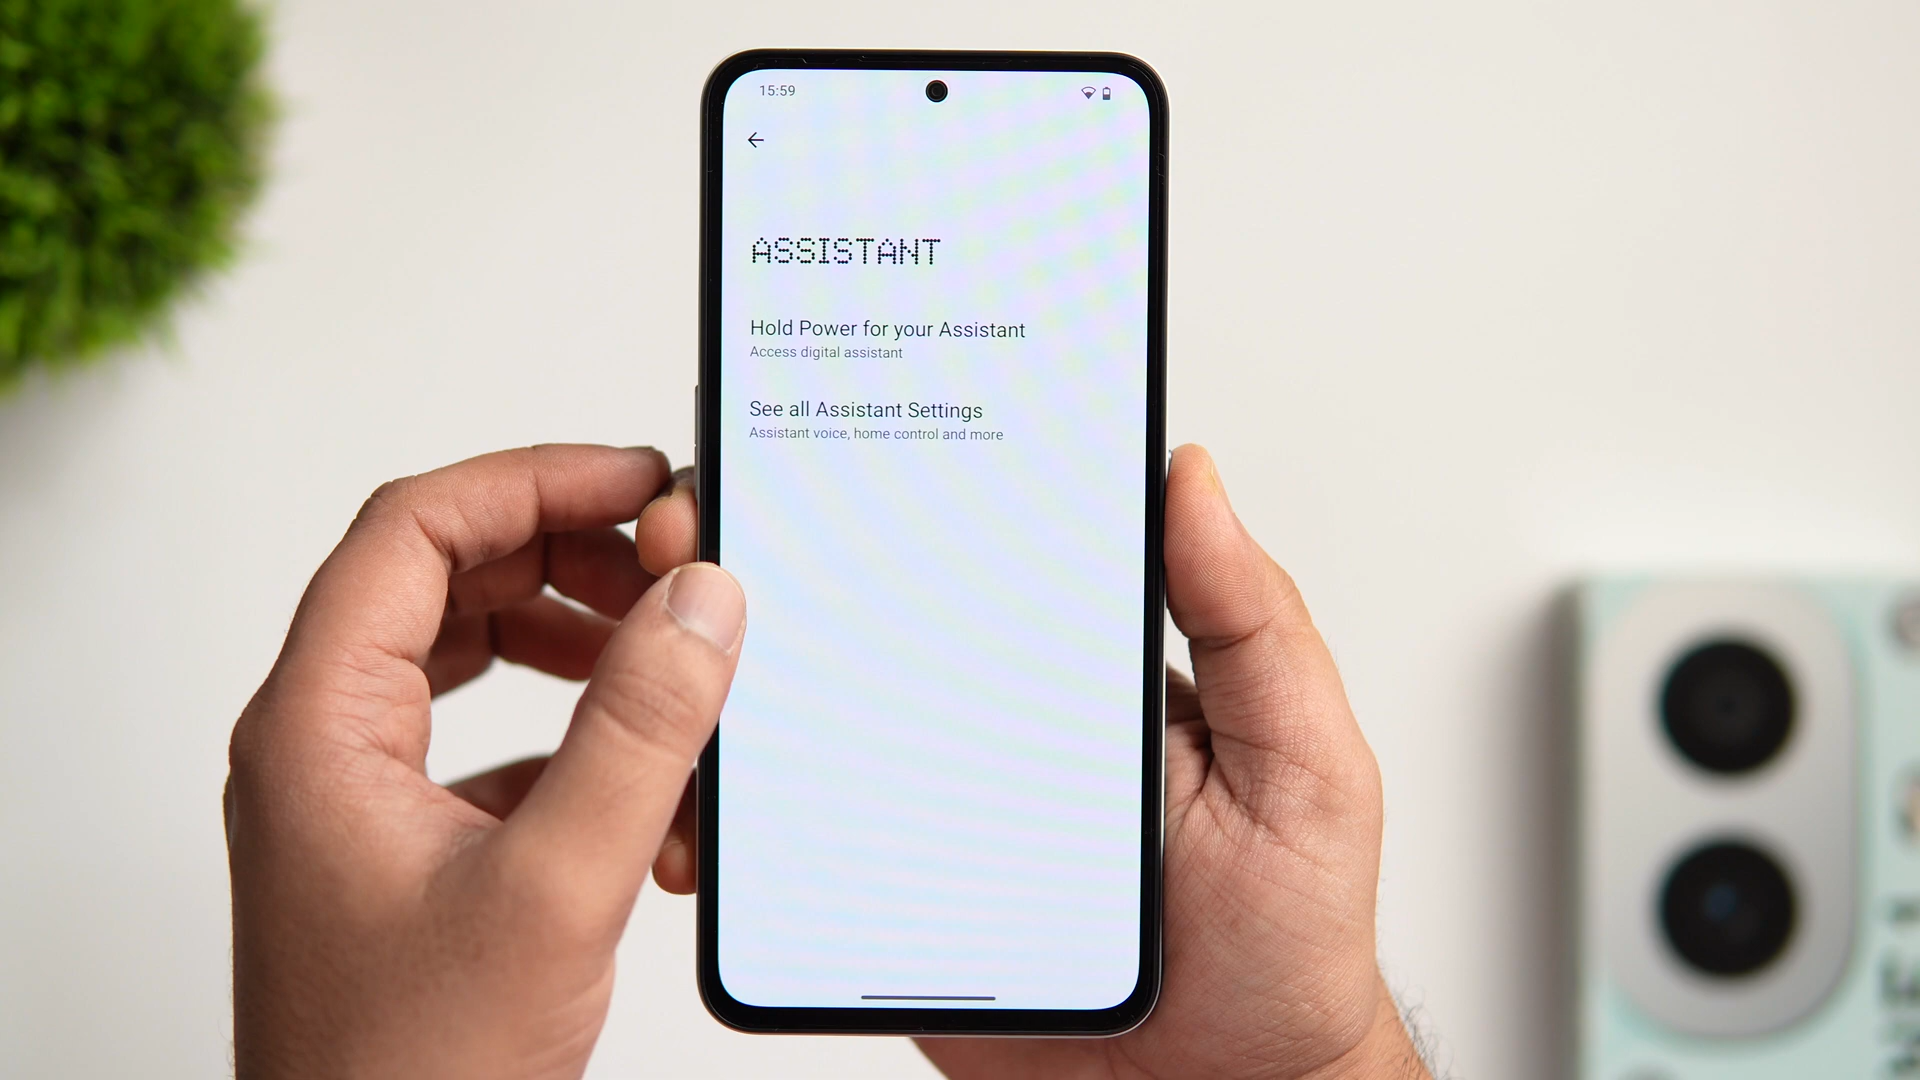 15:59
ASSISTANT
Hold Power for your Assistant
Access digital assistant
See all Assistant Settings
Assistant voice, home control and more